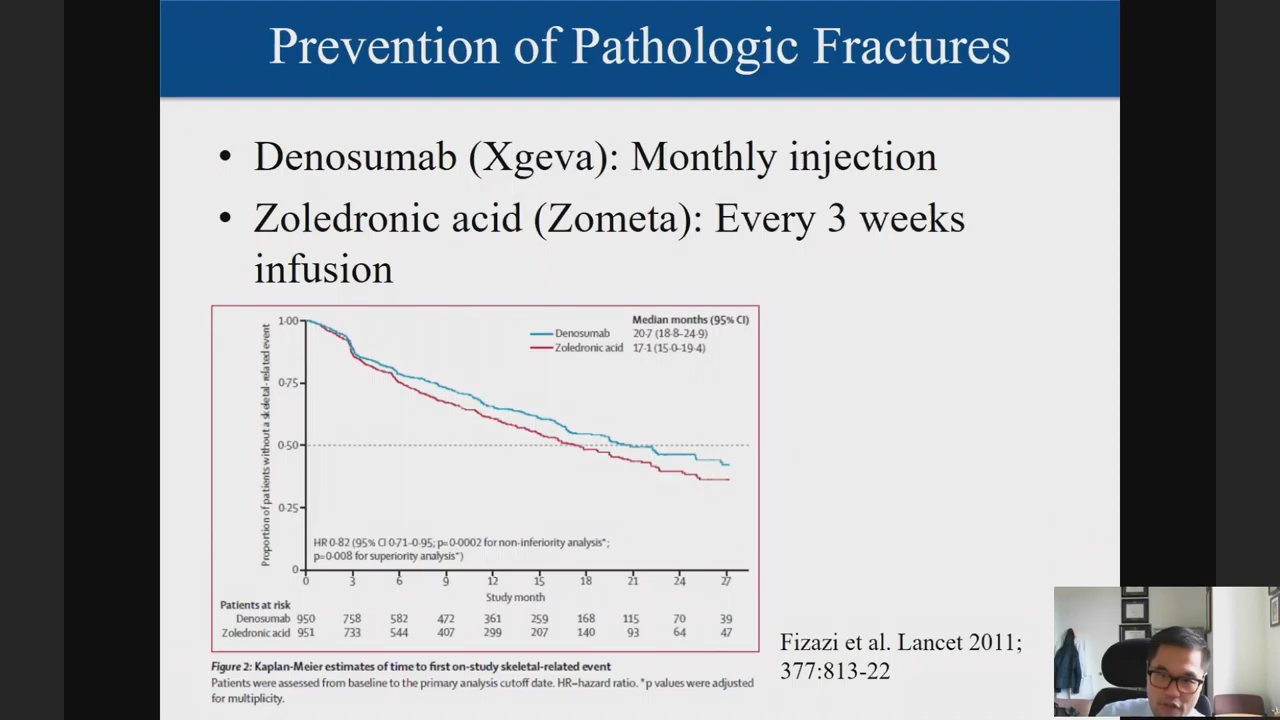 Prevention of Pathologic Fractures
• Denosumab (Xgeva): Monthly injection
• Zoledronic acid (Zometa): Every 3 weeks
infusion
Median months (95% CI)
Denosumab 20·7 (18·8–24·9)
Zoledronic acid 17·1 (15·0–19·4)
Proportion of patients without a skeletal-related event
1·00
0·75
0·50
0·25
0
HR 0·82 (95% CI 0·71–0·95; p=0·0002 for non-inferiority analysis*;
p=0·008 for superiority analysis*)
0 3 6 9 12 15 18 21 24 27
Study month
Patients at risk
Denosumab 950 758 582 472 361 259 168 115 70 39
Zoledronic acid 951 733 544 407 299 207 140 93 64 47
Figure 2: Kaplan-Meier estimates of time to first on-study skeletal-related event
Patients were assessed from baseline to the primary analysis cutoff date. HR=hazard ratio. *p values were adjusted
for multiplicity.
Fizazi et al. Lancet 2011;
377:813-22